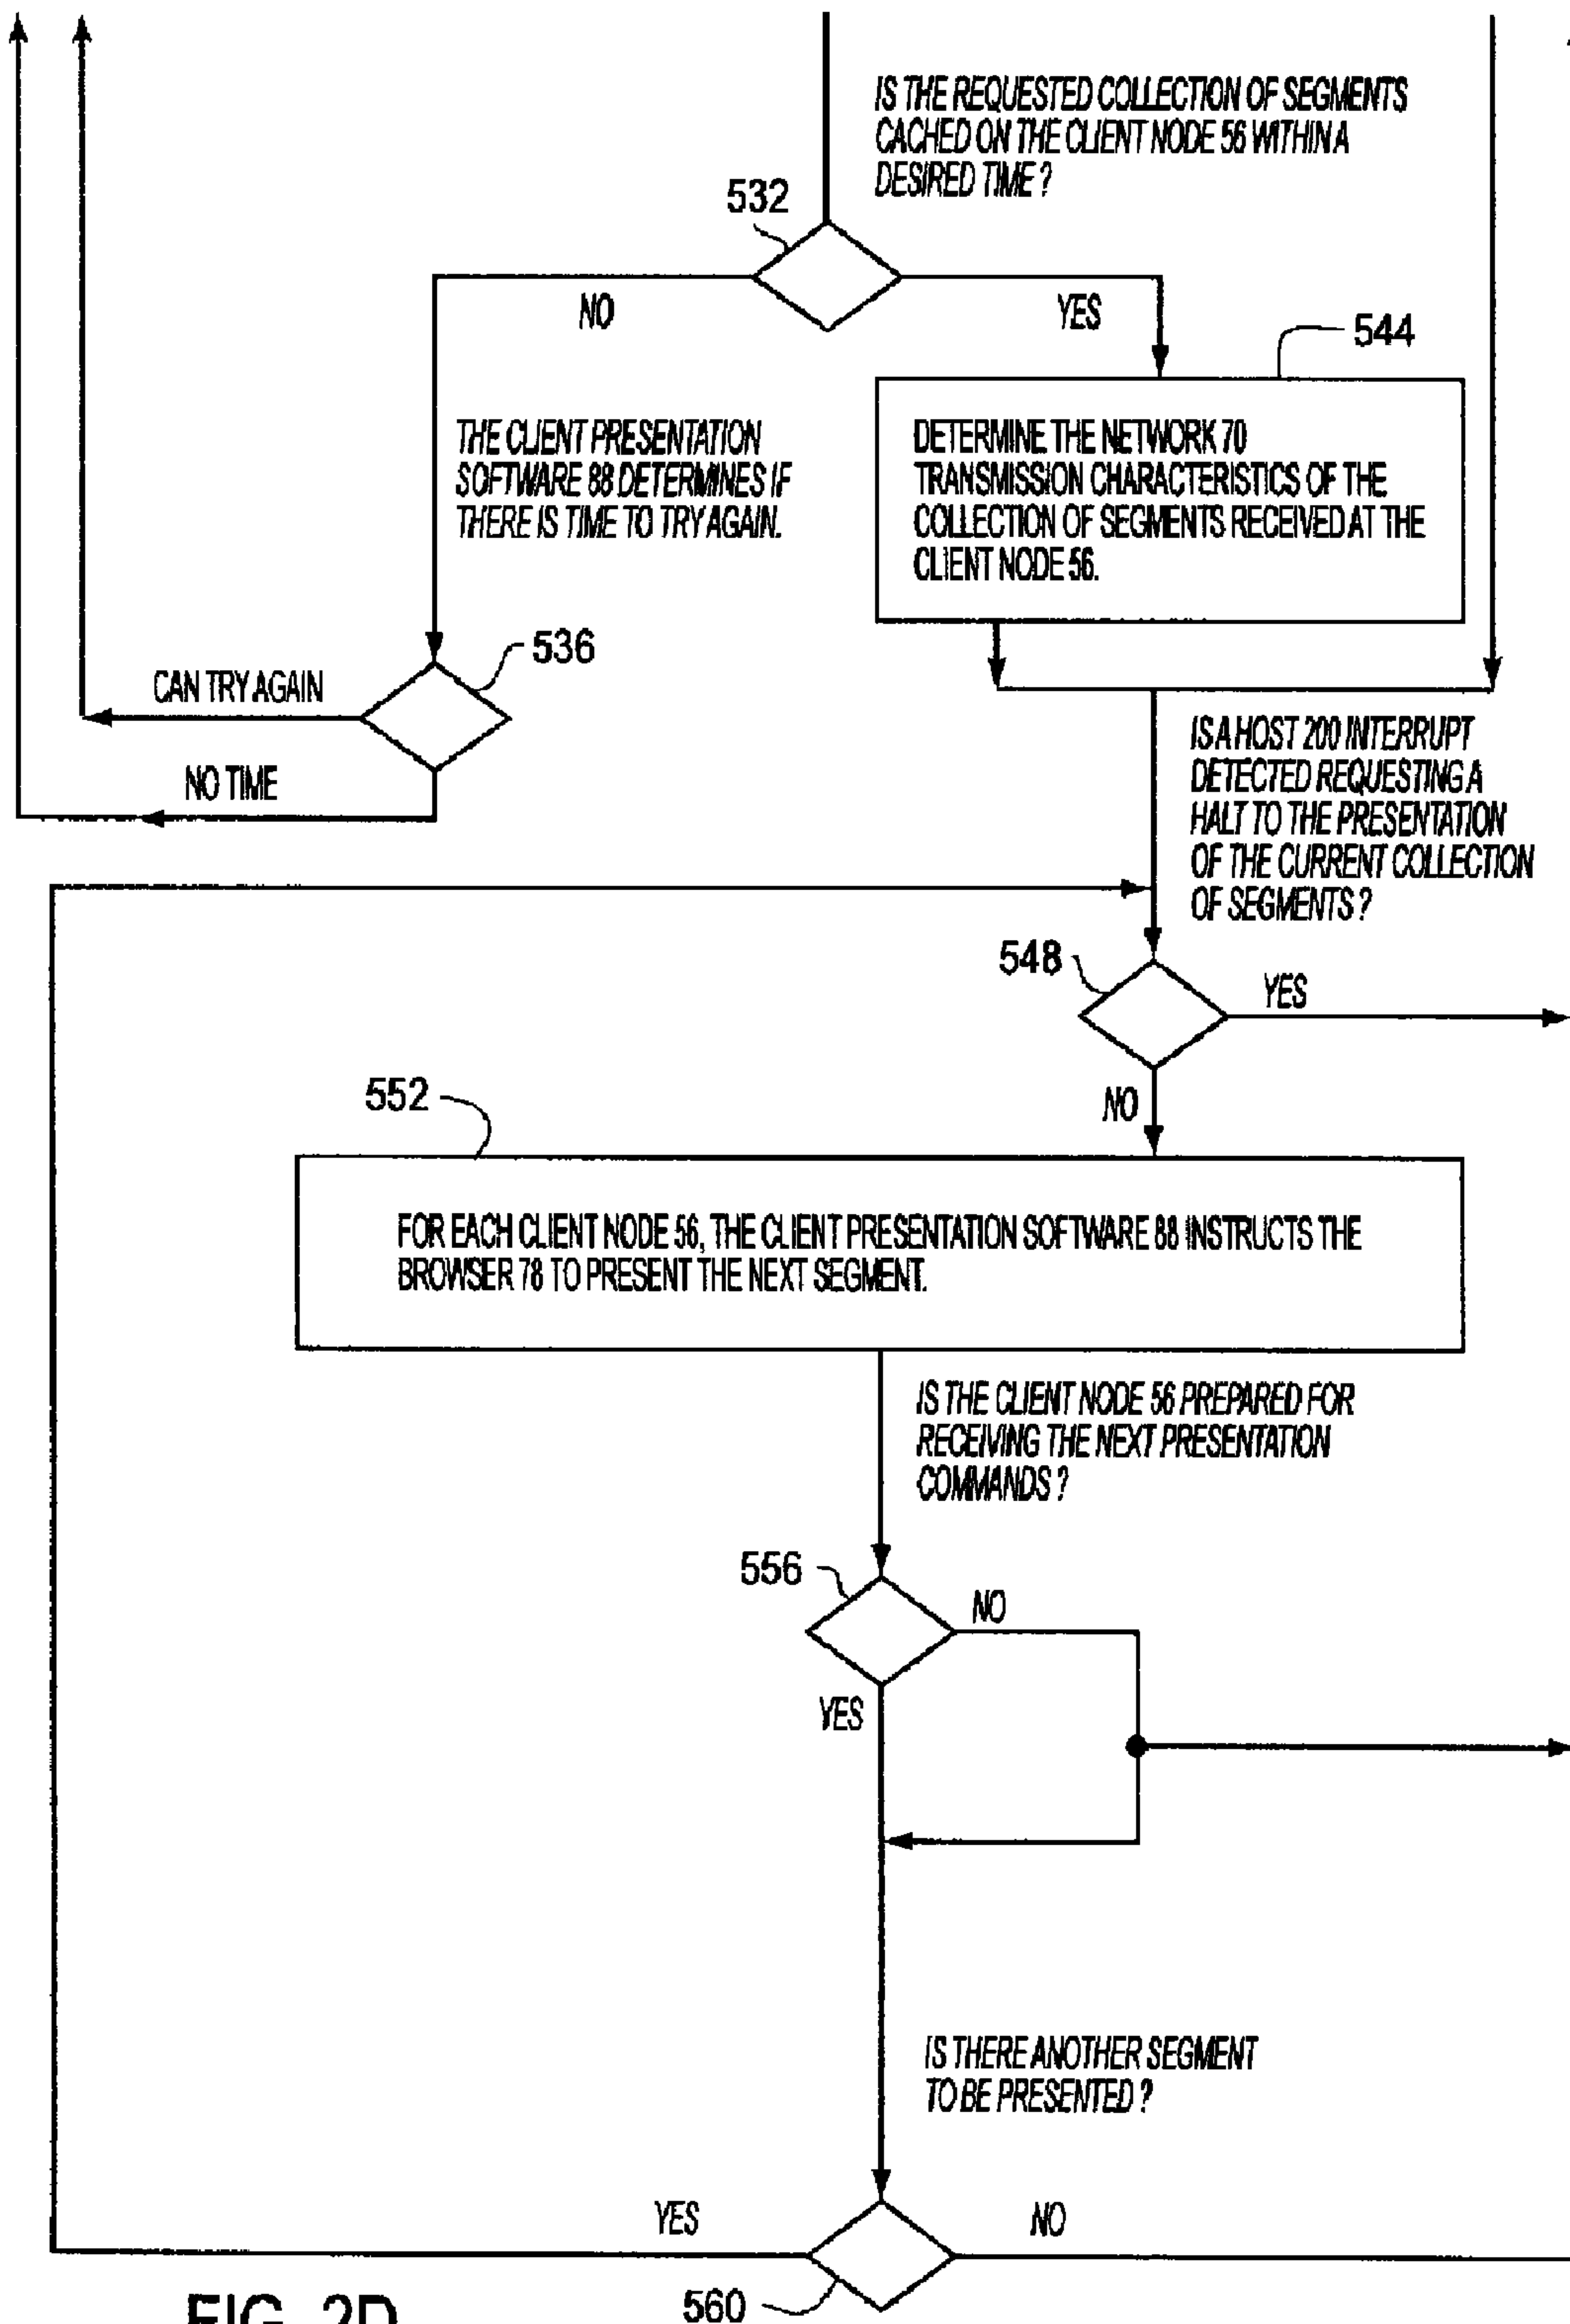 IS THE REQUESTED COLLECTION OF SEGMENTS
CACHED ON THE CLIENT NODE 56 WITHIN A
DESIRED TIME ?
532
NO
YES
544
THE CLIENT PRESENTATION
SOFTWARE 88 DETERMINES IF
THERE IS TIME TO TRY AGAIN.
DETERMINE THE NETWORK 70
TRANSMISSION CHARACTERISTICS OF THE
COLLECTION OF SEGMENTS RECEIVED AT THE
CLIENT NODE 56.
536
CAN TRY AGAIN
NO TIME
IS A HOST 200 INTERRUPT
DETECTED REQUESTING A
HALT TO THE PRESENTATION
OF THE CURRENT COLLECTION
OF SEGMENTS ?
548
YES
NO
552
FOR EACH CLIENT NODE 56, THE CLIENT PRESENTATION SOFTWARE 88 INSTRUCTS THE
BROWSER 78 TO PRESENT THE NEXT SEGMENT.
IS THE CLIENT NODE 56 PREPARED FOR
RECEIVING THE NEXT PRESENTATION
COMMANDS ?
556
NO
YES
IS THERE ANOTHER SEGMENT
TO BE PRESENTED ?
YES
NO
560
FIG. 2D